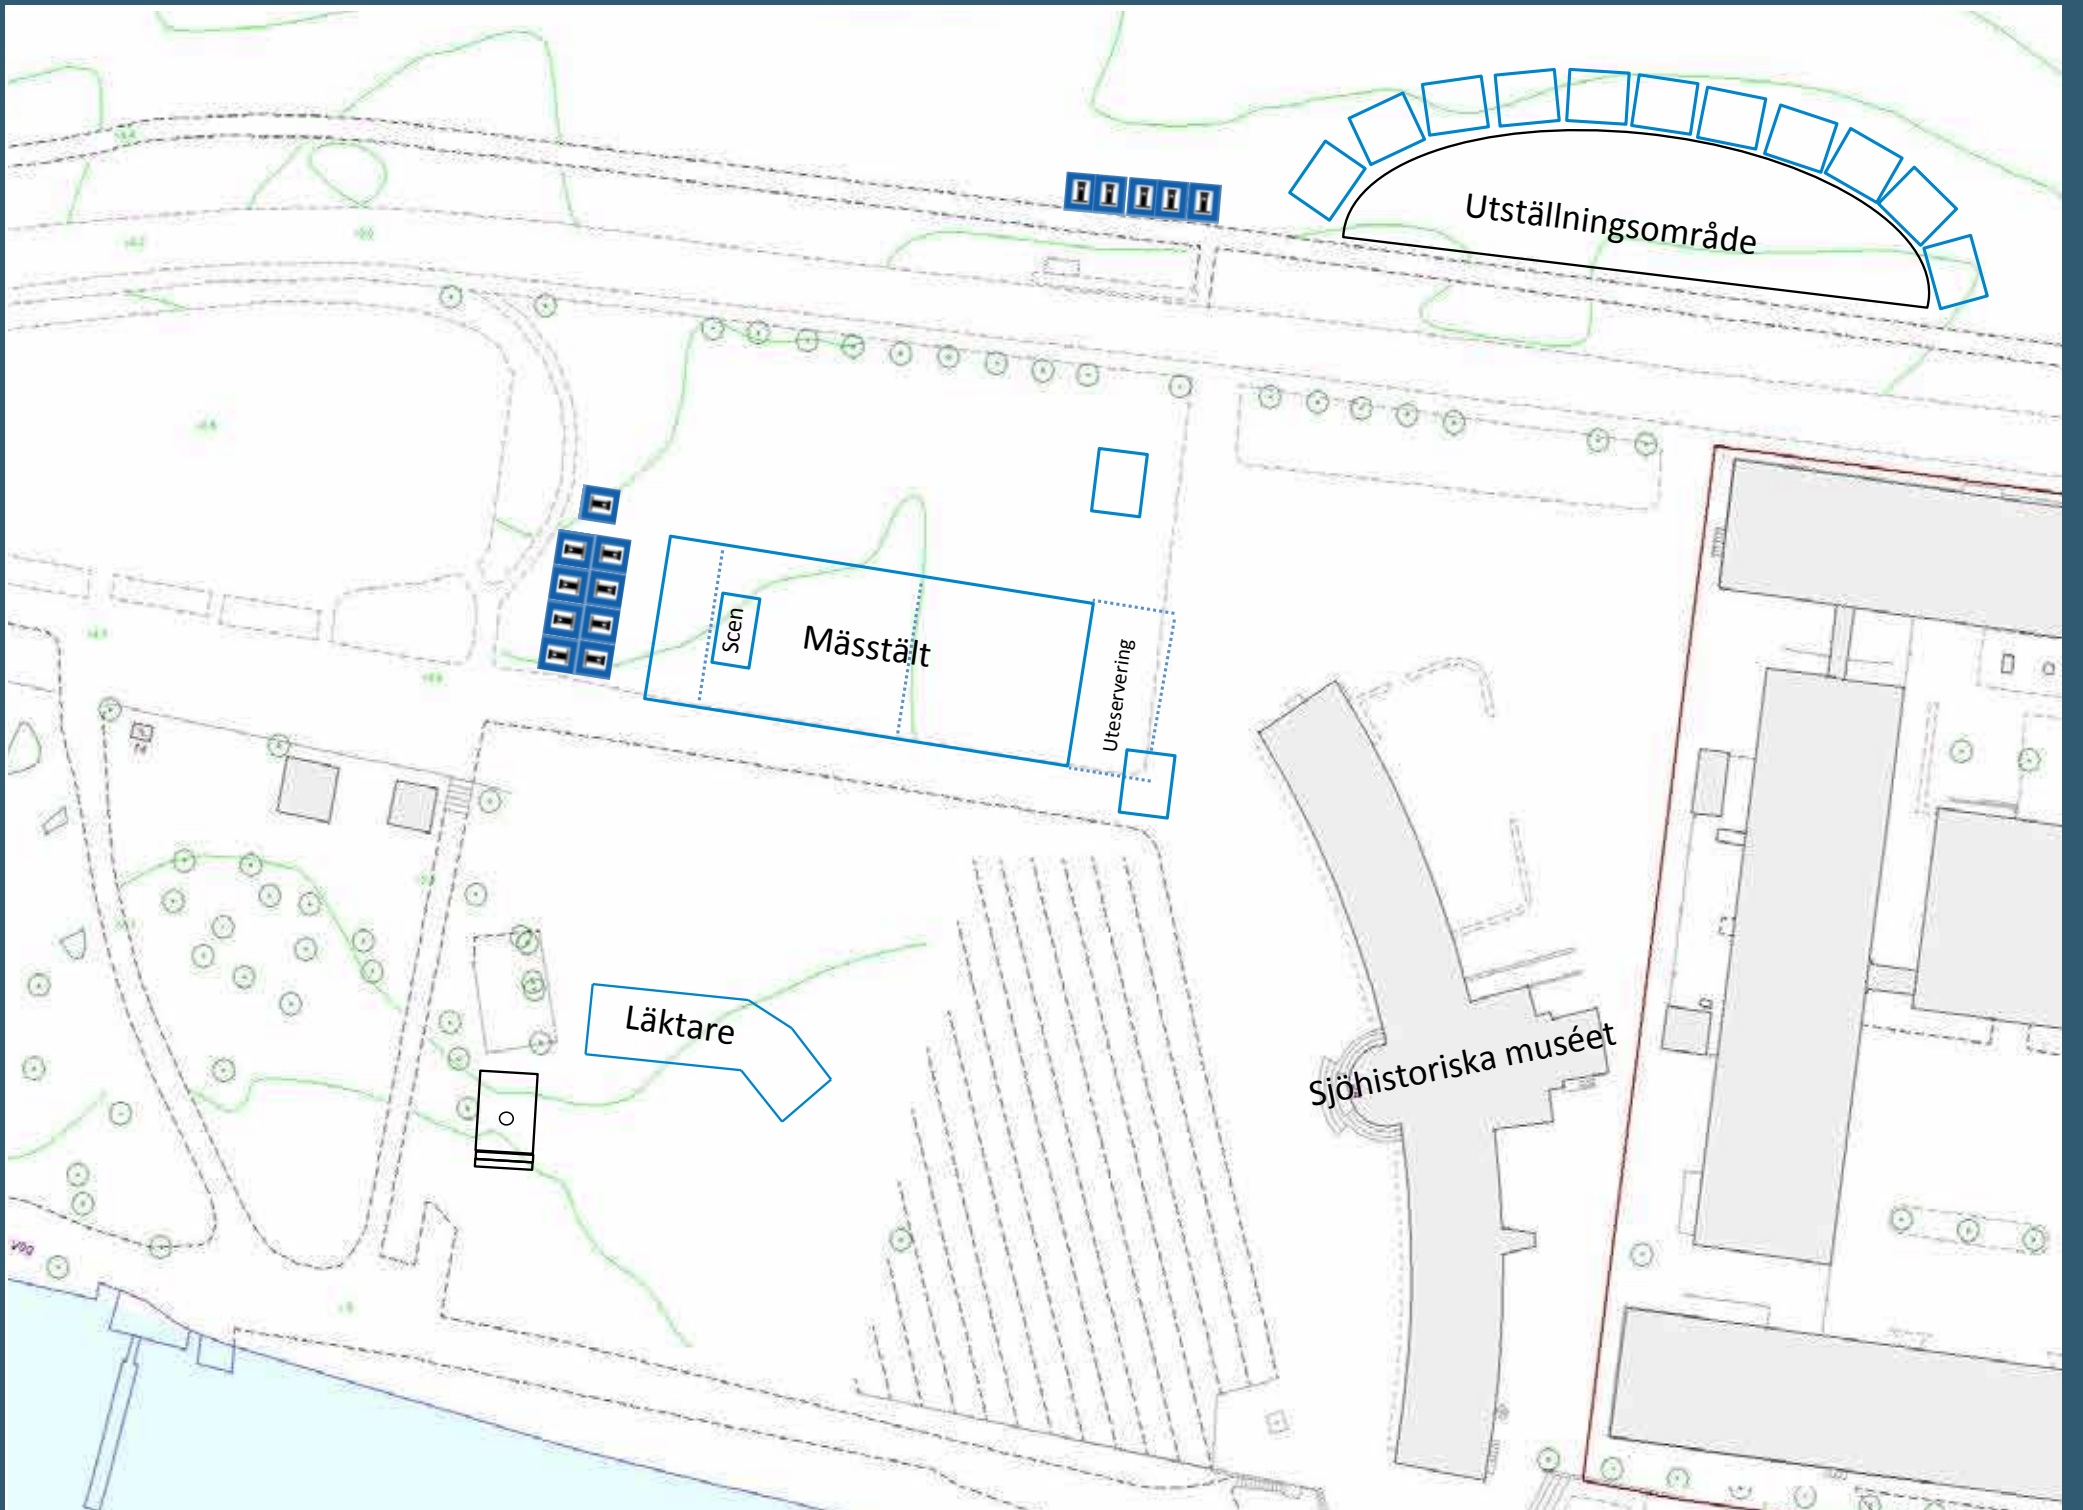 Utställningsområde
Scen
Mässtält
Uteservering
Läktare
Sjöhistoriska muséet